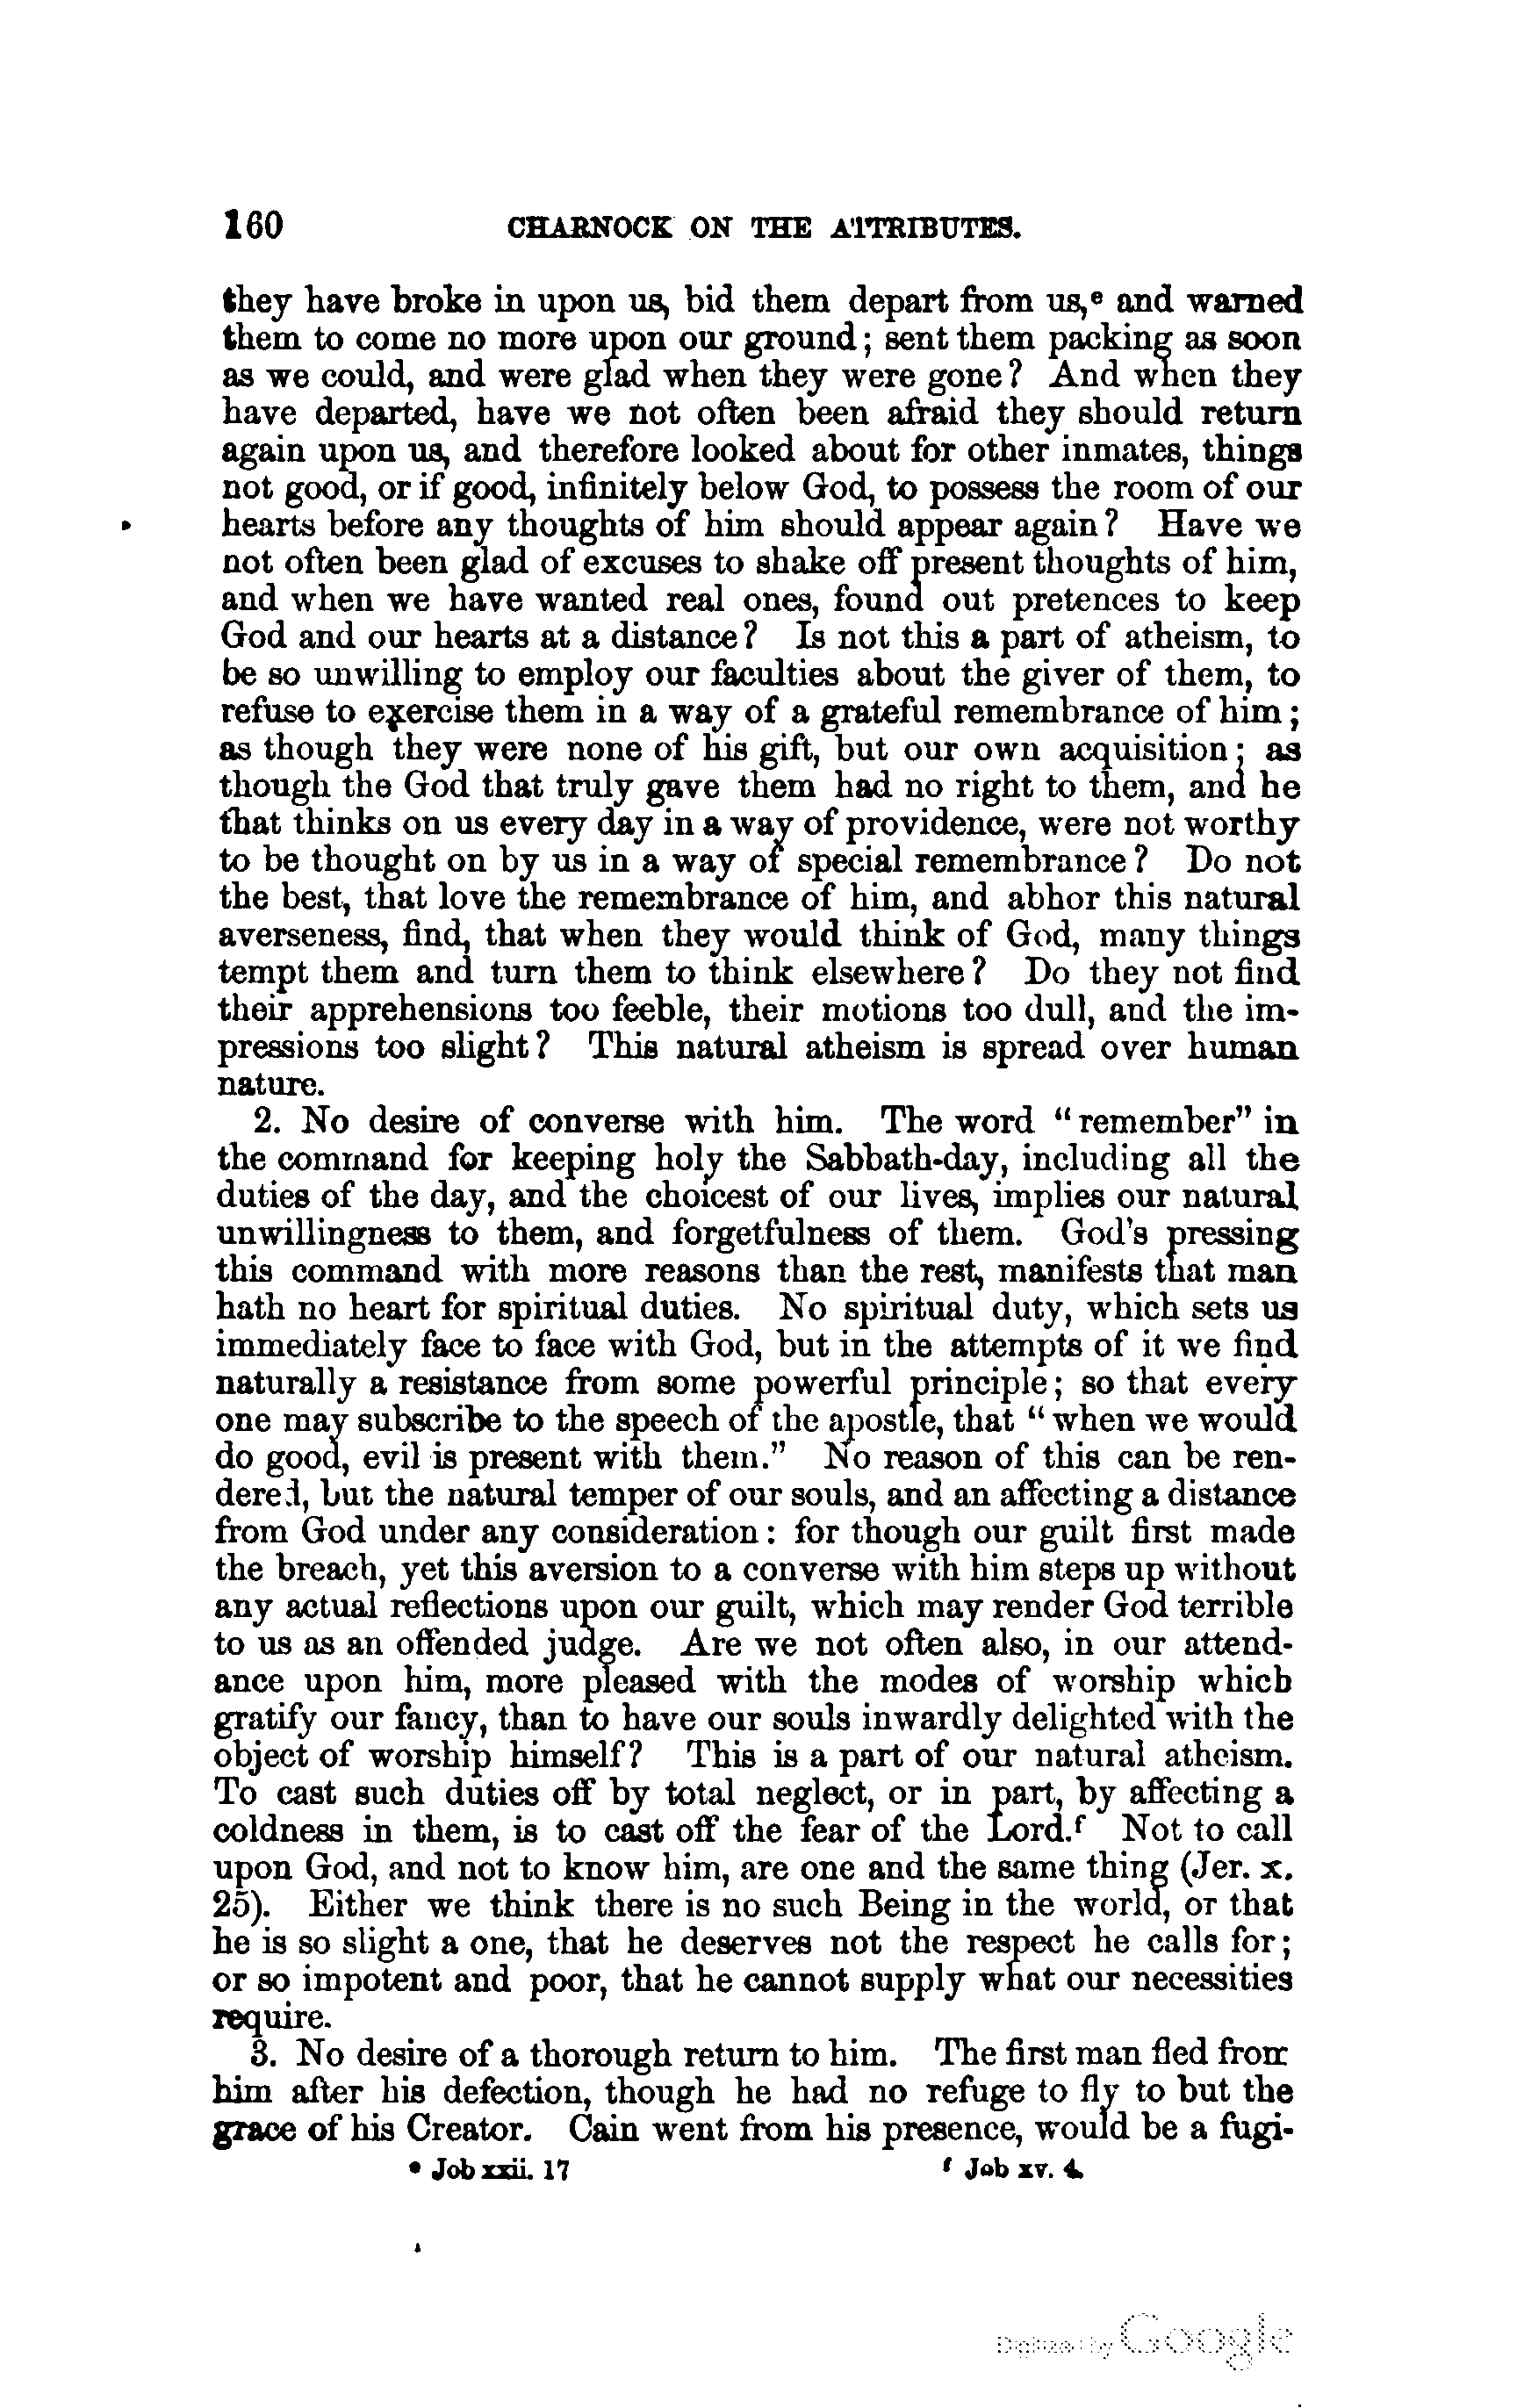 160 CHARNOCK ON THE ATTRIBUTES.
they have broke in upon us, bid them depart from us,ᵉ and warned
them to come no more upon our ground; sent them packing as soon
as we could, and were glad when they were gone? And when they
have departed, have we not often been afraid they should return
again upon us, and therefore looked about for other inmates, things
not good, or if good, infinitely below God, to possess the room of our
hearts before any thoughts of him should appear again? Have we
not often been glad of excuses to shake off present thoughts of him,
and when we have wanted real ones, found out pretences to keep
God and our hearts at a distance? Is not this a part of atheism, to
be so unwilling to employ our faculties about the giver of them, to
refuse to exercise them in a way of a grateful remembrance of him;
as though they were none of his gift, but our own acquisition; as
though the God that truly gave them had no right to them, and he
that thinks on us every day in a way of providence, were not worthy
to be thought on by us in a way of special remembrance? Do not
the best, that love the remembrance of him, and abhor this natural
averseness, find, that when they would think of God, many things
tempt them and turn them to think elsewhere? Do they not find
their apprehensions too feeble, their motions too dull, and the im-
pressions too slight? This natural atheism is spread over human
nature.
2. No desire of converse with him. The word "remember" in
the command for keeping holy the Sabbath-day, including all the
duties of the day, and the choicest of our lives, implies our natural
unwillingness to them, and forgetfulness of them. God's pressing
this command with more reasons than the rest, manifests that man
hath no heart for spiritual duties. No spiritual duty, which sets us
immediately face to face with God, but in the attempts of it we find
naturally a resistance from some powerful principle; so that every
one may subscribe to the speech of the apostle, that "when we would
do good, evil is present with them." No reason of this can be ren-
dered, but the natural temper of our souls, and an affecting a distance
from God under any consideration: for though our guilt first made
the breach, yet this aversion to a converse with him steps up without
any actual reflections upon our guilt, which may render God terrible
to us as an offended judge. Are we not often also, in our attend-
ance upon him, more pleased with the modes of worship which
gratify our fancy, than to have our souls inwardly delighted with the
object of worship himself? This is a part of our natural atheism.
To cast such duties off by total neglect, or in part, by affecting a
coldness in them, is to cast off the fear of the Lord.ᶠ Not to call
upon God, and not to know him, are one and the same thing (Jer. x.
25). Either we think there is no such Being in the world, or that
he is so slight a one, that he deserves not the respect he calls for;
or so impotent and poor, that he cannot supply what our necessities
require.
3. No desire of a thorough return to him. The first man fled from
him after his defection, though he had no refuge to fly to but the
grace of his Creator. Cain went from his presence, would be a fugi-
ᵉ Job xxii. 17 ᶠ Job xv. 4.
Digitized by Google